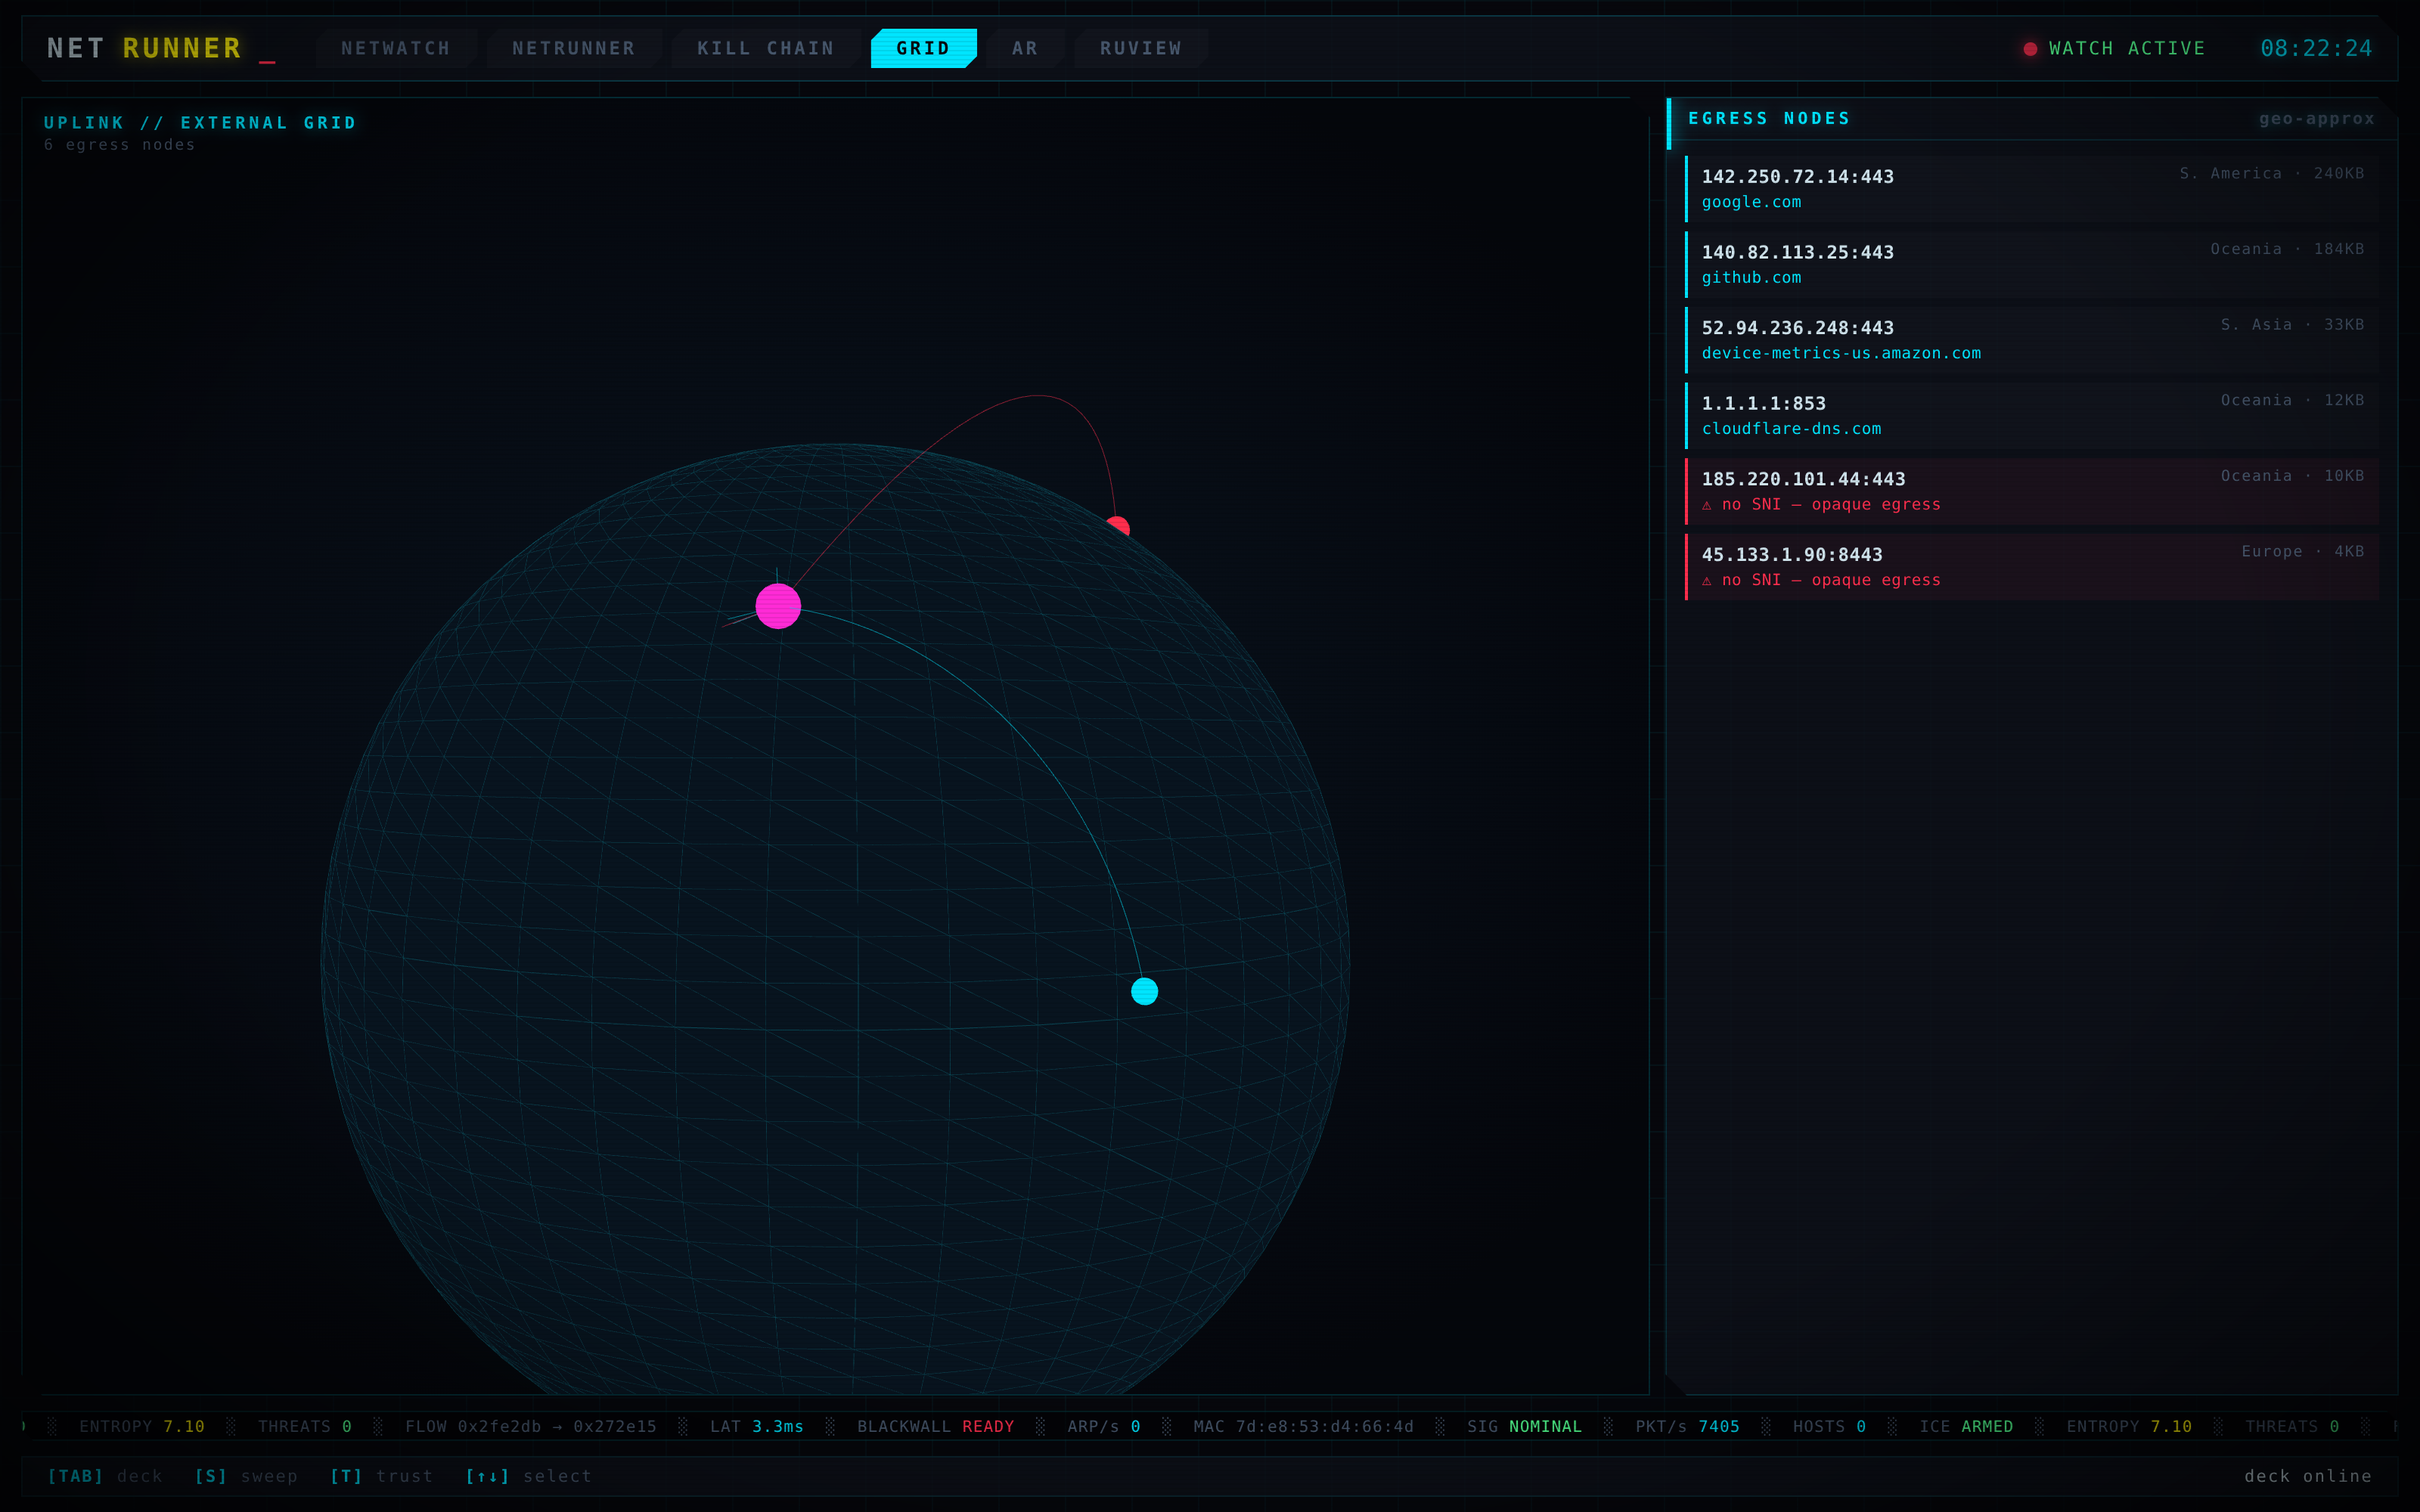 NET RUNNER _
NETWATCH NETRUNNER KILL CHAIN GRID AR RUVIEW
WATCH ACTIVE 08:22:24
UPLINK // EXTERNAL GRID
6 egress nodes
EGRESS NODES geo-approx
142.250.72.14:443 S. America · 240KB
google.com
140.82.113.25:443 Oceania · 184KB
github.com
52.94.236.248:443 S. Asia · 33KB
device-metrics-us.amazon.com
1.1.1.1:853 Oceania · 12KB
cloudflare-dns.com
185.220.101.44:443 Oceania · 10KB
⚠ no SNI — opaque egress
45.133.1.90:8443 Europe · 4KB
⚠ no SNI — opaque egress
░ ENTROPY 7.10 ░ THREATS 0 ░ FLOW 0x2fe2db → 0x272e15 ░ LAT 3.3ms ░ BLACKWALL READY ░ ARP/s 0 ░ MAC 7d:e8:53:d4:66:4d ░ SIG NOMINAL ░ PKT/s 7405 ░ HOSTS 0 ░ ICE ARMED ░ ENTROPY 7.10 ░ THREATS 0 ░
[TAB] deck [S] sweep [T] trust [↑↓] select deck online